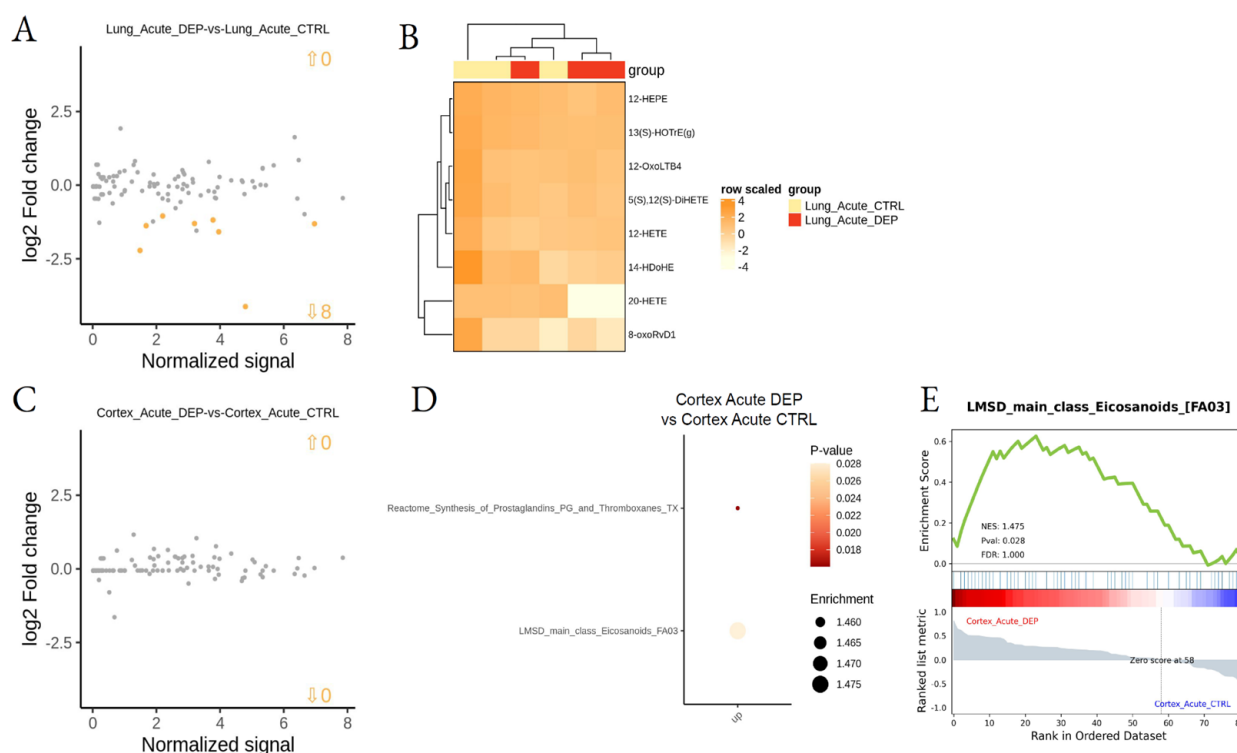 A
Lung_Acute_DEP-vs-Lung_Acute_CTRL
⇧0
2.5
0.0
-2.5
log2 Fold change
⇩8
0 2 4 6 8
Normalized signal
B
group
12-HEPE
13(S)-HOTrE(g)
12-OxoLTB4
5(S),12(S)-DiHETE
12-HETE
14-HDoHE
20-HETE
8-oxoRvD1
row scaled
4
2
0
-2
-4
group
Lung_Acute_CTRL
Lung_Acute_DEP
C
Cortex_Acute_DEP-vs-Cortex_Acute_CTRL
⇧0
2.5
0.0
-2.5
log2 Fold change
⇩0
0 2 4 6 8
Normalized signal
D
Cortex Acute DEP
vs Cortex Acute CTRL
Reactome_Synthesis_of_Prostaglandins_PG_and_Thromboxanes_TX
LMSD_main_class_Eicosanoids_FA03
up
P-value
0.028
0.026
0.024
0.022
0.020
0.018
0.016
Enrichment
1.460
1.465
1.470
1.475
E
LMSD_main_class_Eicosanoids_[FA03]
0.6
0.4
0.2
0.0
Enrichment Score
NES: 1.475
Pval: 0.028
FDR: 1.000
1.0
0.5
0.0
-0.5
-1.0
Ranked list metric
Cortex_Acute_DEP
Zero score at 58
Cortex_Acute_CTRL
0 10 20 30 40 50 60 70
Rank in Ordered Dataset